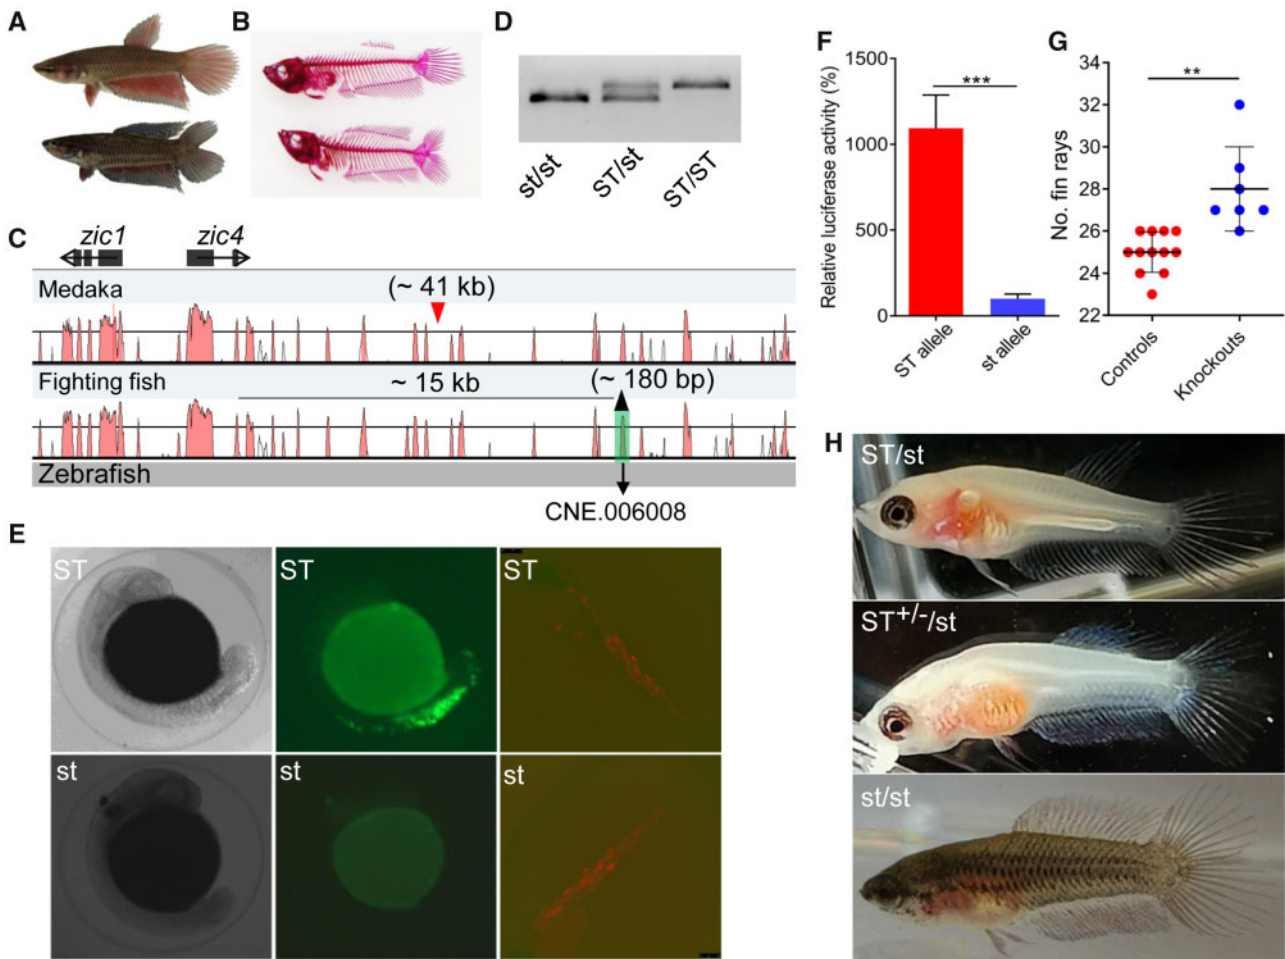 A
B
D
F
G
st/st
ST/st
ST/ST
Relative luciferase activity (%)
1500
1000
500
0
***
ST allele
st allele
No. fin rays
34
32
30
28
26
24
22
**
Controls
Knockouts
C
zic1
zic4
Medaka
(~ 41 kb)
Fighting fish
~ 15 kb
(~ 180 bp)
Zebrafish
CNE.006008
E
ST
ST
ST
st
st
st
H
ST/st
ST+/-/st
st/st